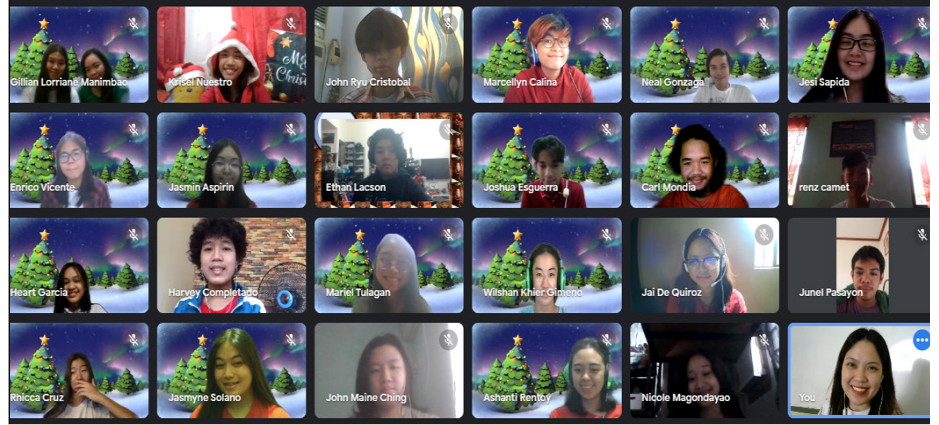 Gillian Lorriane Manimbao
Krisel Nuestro
John Ryu Cristobal
Marcellyn Calina
Neal Gonzaga
Jesi Sapida
Enrico Vicente
Jasmin Aspirin
Ethan Lacson
Joshua Esguerra
Carl Mondia
renz camet
Heart Garcia
Harvey Completado
Mariel Tulagan
Wilshan Khier Gimeno
Jai De Quiroz
Junel Pasayon
Rhicca Cruz
Jasmyne Solano
John Maine Ching
Ashanti Rentoy
Nicole Magondayao
You